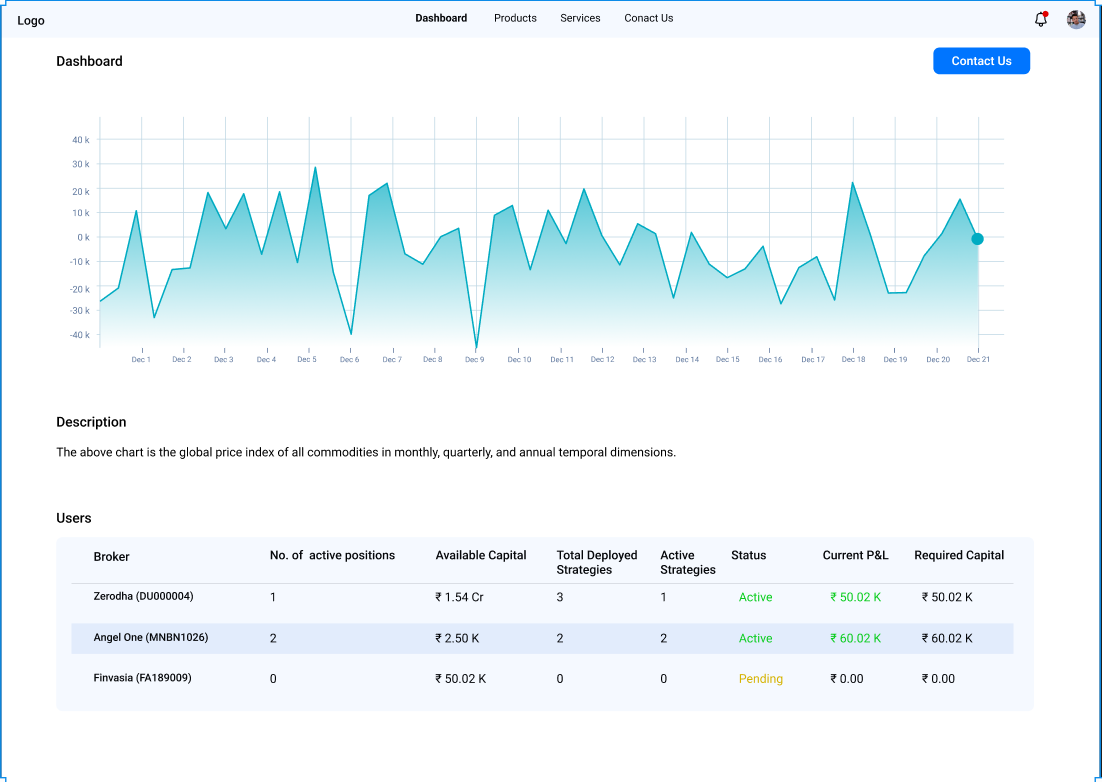 Logo
Dashboard Products Services Conact Us
Dashboard
Contact Us
40 k
30 k
20 k
10 k
0 k
-10 k
-20 k
-30 k
-40 k
Dec 1 Dec 2 Dec 3 Dec 4 Dec 5 Dec 6 Dec 7 Dec 8 Dec 9 Dec 10 Dec 11 Dec 12 Dec 13 Dec 14 Dec 15 Dec 16 Dec 17 Dec 18 Dec 19 Dec 20 Dec 21
Description
The above chart is the global price index of all commodities in monthly, quarterly, and annual temporal dimensions.
Users
Broker No. of active positions Available Capital Total Deployed Strategies Active Strategies Status Current P&L Required Capital
Zerodha (DU000004) 1 ₹ 1.54 Cr 3 1 Active ₹ 50.02 K ₹ 50.02 K
Angel One (MNBN1026) 2 ₹ 2.50 K 2 2 Active ₹ 60.02 K ₹ 60.02 K
Finvasia (FA189009) 0 ₹ 50.02 K 0 0 Pending ₹ 0.00 ₹ 0.00